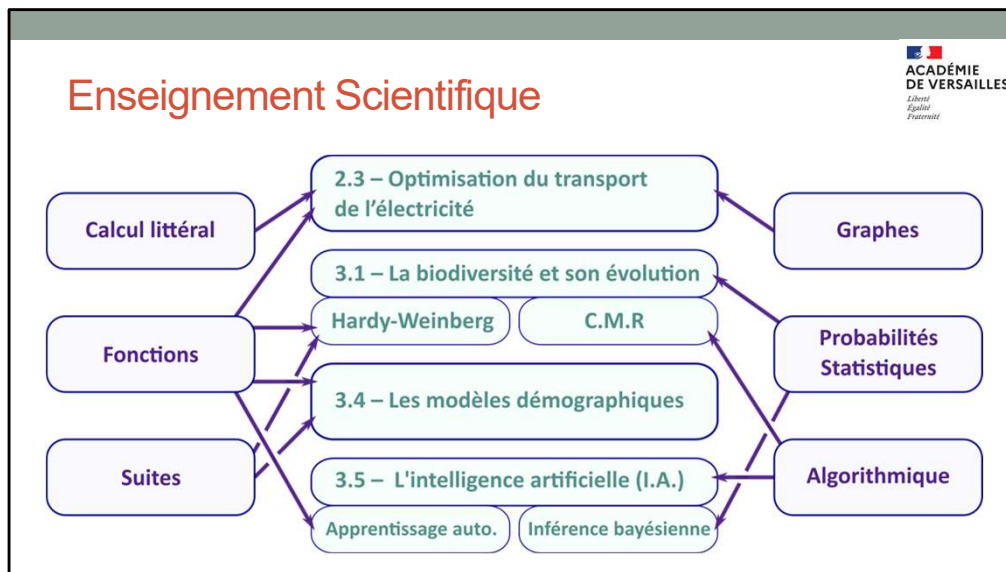 Enseignement Scientifique
ACADÉMIE
DE VERSAILLES
Liberté
Égalité
Fraternité
2.3 – Optimisation du transport
de l'électricité
Calcul littéral
Graphes
3.1 – La biodiversité et son évolution
Hardy-Weinberg
C.M.R
Fonctions
Probabilités
Statistiques
3.4 – Les modèles démographiques
Suites
3.5 – L'intelligence artificielle (I.A.)
Algorithmique
Apprentissage auto.
Inférence bayésienne